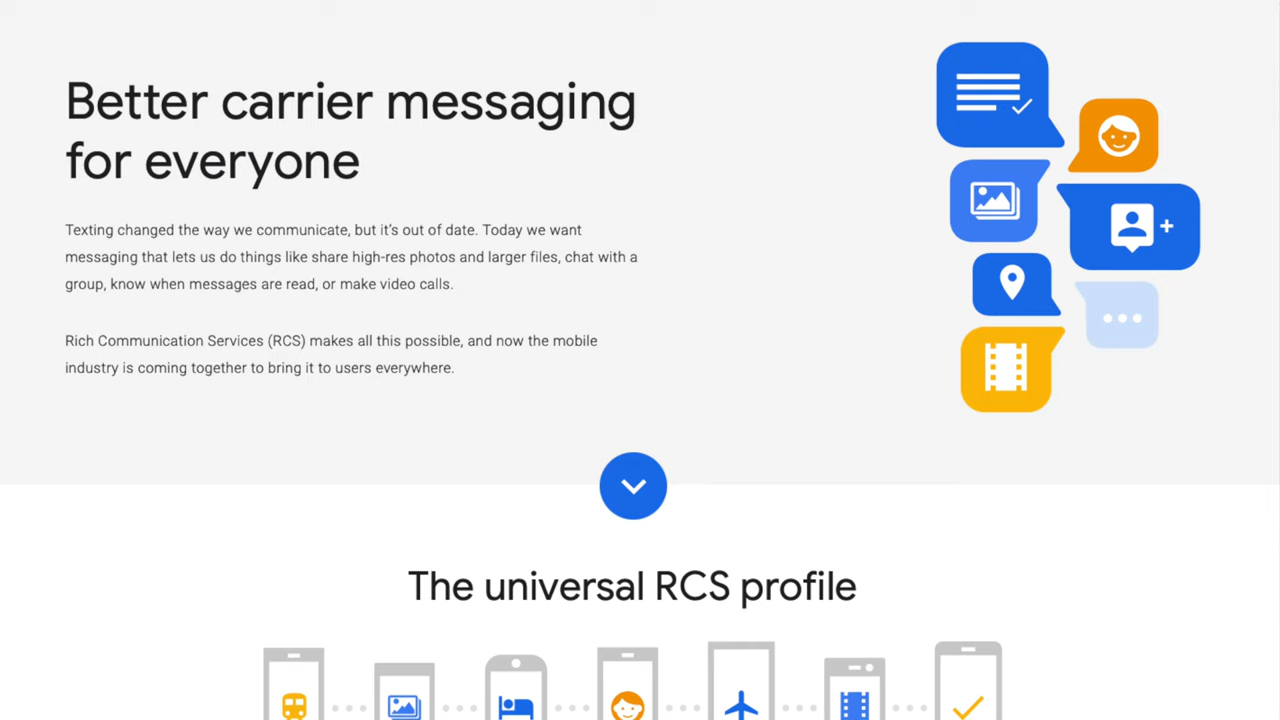 Better carrier messaging
for everyone
Texting changed the way we communicate, but it’s out of date. Today we want
messaging that lets us do things like share high-res photos and larger files, chat with a
group, know when messages are read, or make video calls.
Rich Communication Services (RCS) makes all this possible, and now the mobile
industry is coming together to bring it to users everywhere.
The universal RCS profile